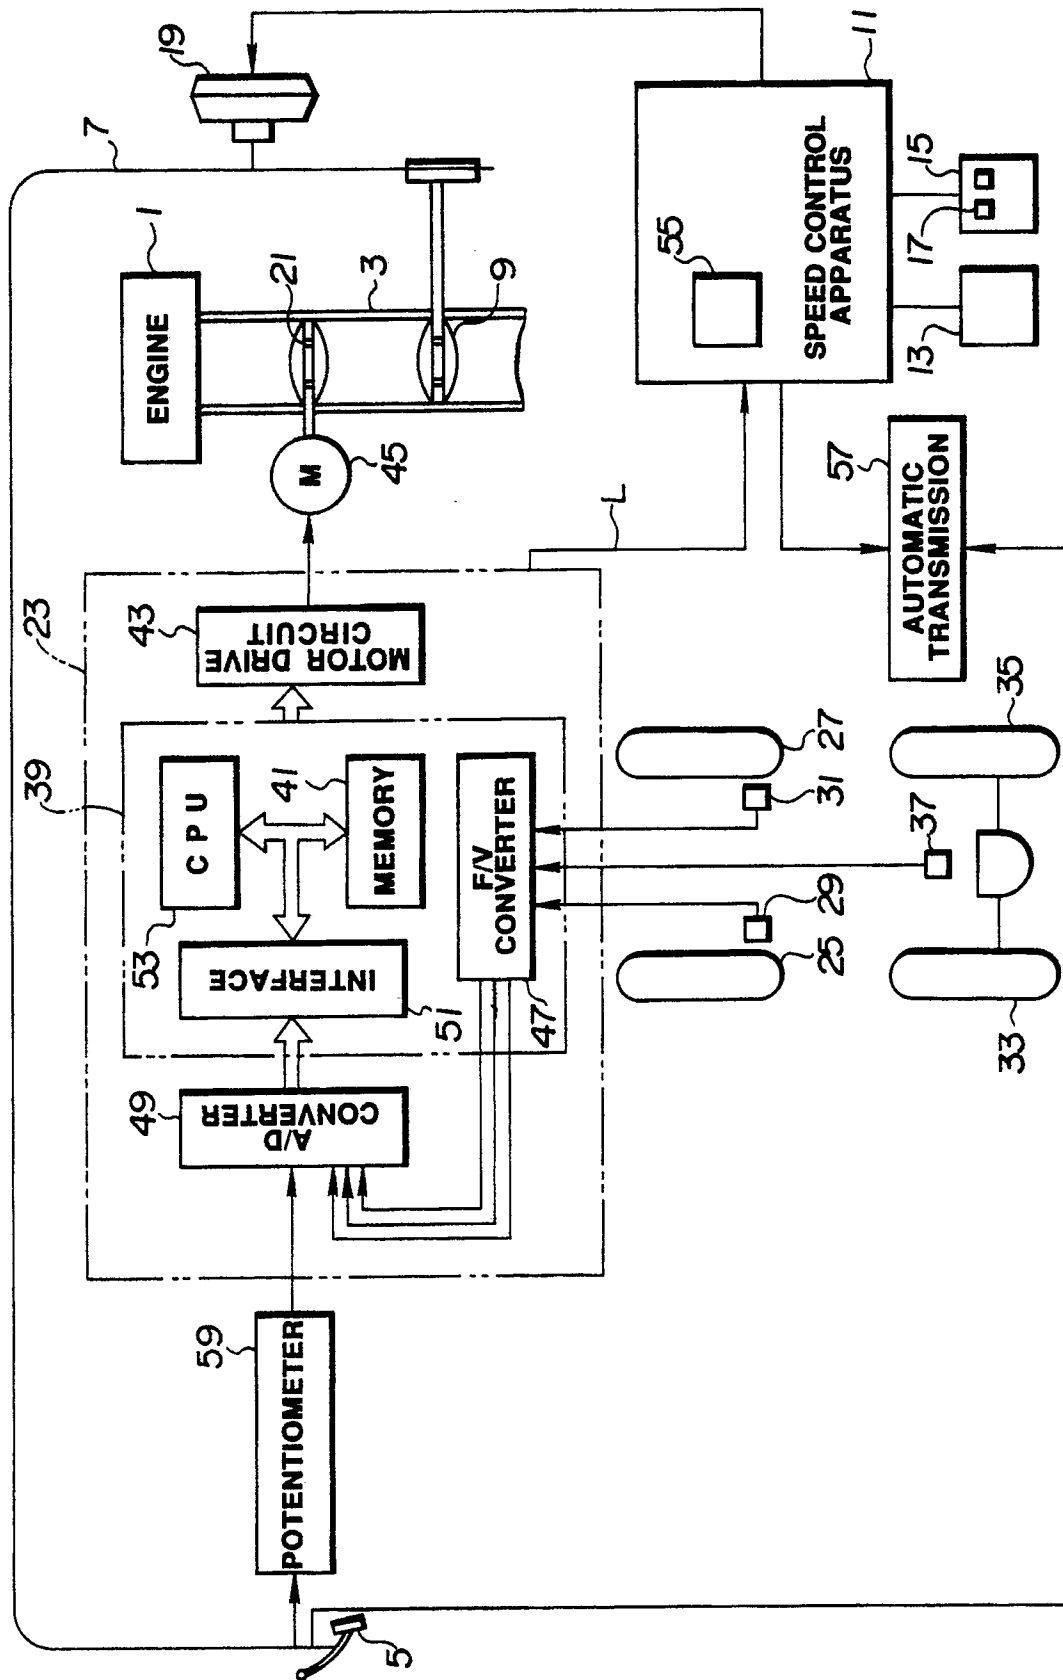 19
7
1
ENGINE
21
3
9
M
45
11
SPEED CONTROL
APPARATUS
55
15
17
13
57
AUTOMATIC
TRANSMISSION
L
23
43
MOTOR DRIVE
CIRCUIT
39
CPU
53
41
MEMORY
INTERFACE
51
F/V
CONVERTER
47
49
A/D
CONVERTER
59
POTENTIOMETER
5
27
31
29
25
37
35
33